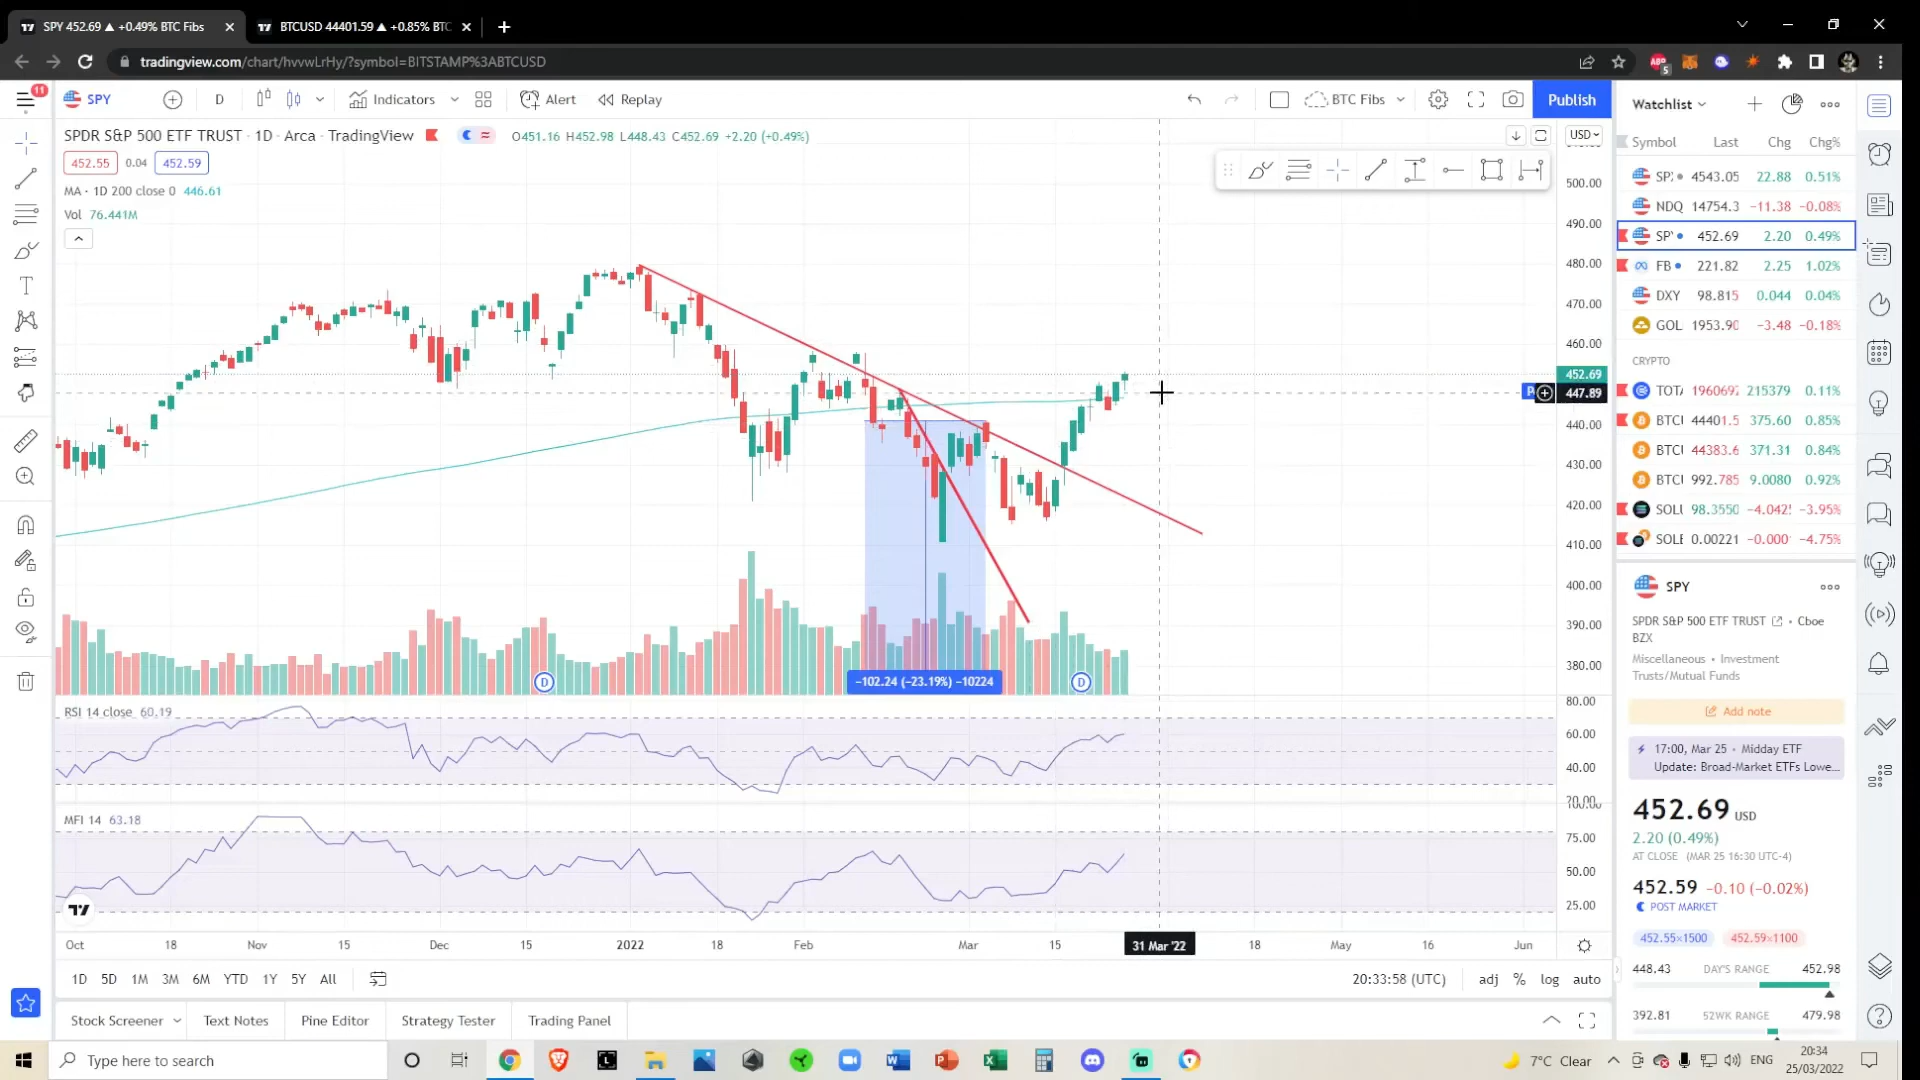 SPY 452.69 ▲ +0.49% BTC Fibs
BTCUSD 44401.59 ▲ +0.85% BTC
tradingview.com/chart/hvvwLrHy/?symbol=BITSTAMP%3ABTCUSD
11
SPY
D
Indicators
Alert
Replay
BTC Fibs
Publish
SPDR S&P 500 ETF TRUST · 1D · Arca · TradingView
O451.16 H452.98 L448.43 C452.69 +2.20 (+0.49%)
USD
452.55 0.04 452.59
MA · 1D 200 close 0 446.61
Vol 76.441M
500.00
490.00
480.00
470.00
460.00
452.69
447.89
440.00
430.00
420.00
410.00
400.00
390.00
380.00
−102.24 (−23.19%) −10224
D
D
RSI 14 close 60.19
80.00
60.00
40.00
MFI 14 63.18
75.00
50.00
25.00
Oct 18 Nov 15 Dec 15 2022 18 Feb Mar 15 31 Mar '22 18 May 16 Jun
1D 5D 1M 3M 6M YTD 1Y 5Y All
20:33:58 (UTC) adj % log auto
Stock Screener Text Notes Pine Editor Strategy Tester Trading Panel
Watchlist
Symbol Last Chg Chg%
4543.05 22.88 0.51%
NDQ 14754.3 −11.38 −0.08%
452.69 2.20 0.49%
FB 221.82 2.25 1.02%
DXY 98.815 0.044 0.04%
GOL 1953.90 −3.48 −0.18%
CRYPTO
TOTA 196069 215379 0.11%
44401.5 375.60 0.85%
44383.6 371.31 0.84%
992.785 9.0080 0.92%
98.3550 −4.042 −3.95%
0.00221 −0.000 −4.75%
SPY
SPDR S&P 500 ETF TRUST • Cboe
BZX
Miscellaneous • Investment
Trusts/Mutual Funds
Add note
17:00, Mar 25 • Midday ETF
Update: Broad-Market ETFs Lowe...
452.69 USD
2.20 (0.49%)
AT CLOSE (MAR 25 16:30 UTC-4)
452.59 −0.10 (−0.02%)
POST MARKET
452.55×1500 452.59×1100
448.43 DAY'S RANGE 452.98
392.81 52WK RANGE 479.98
Type here to search
7°C Clear
ENG
20:34
25/03/2022